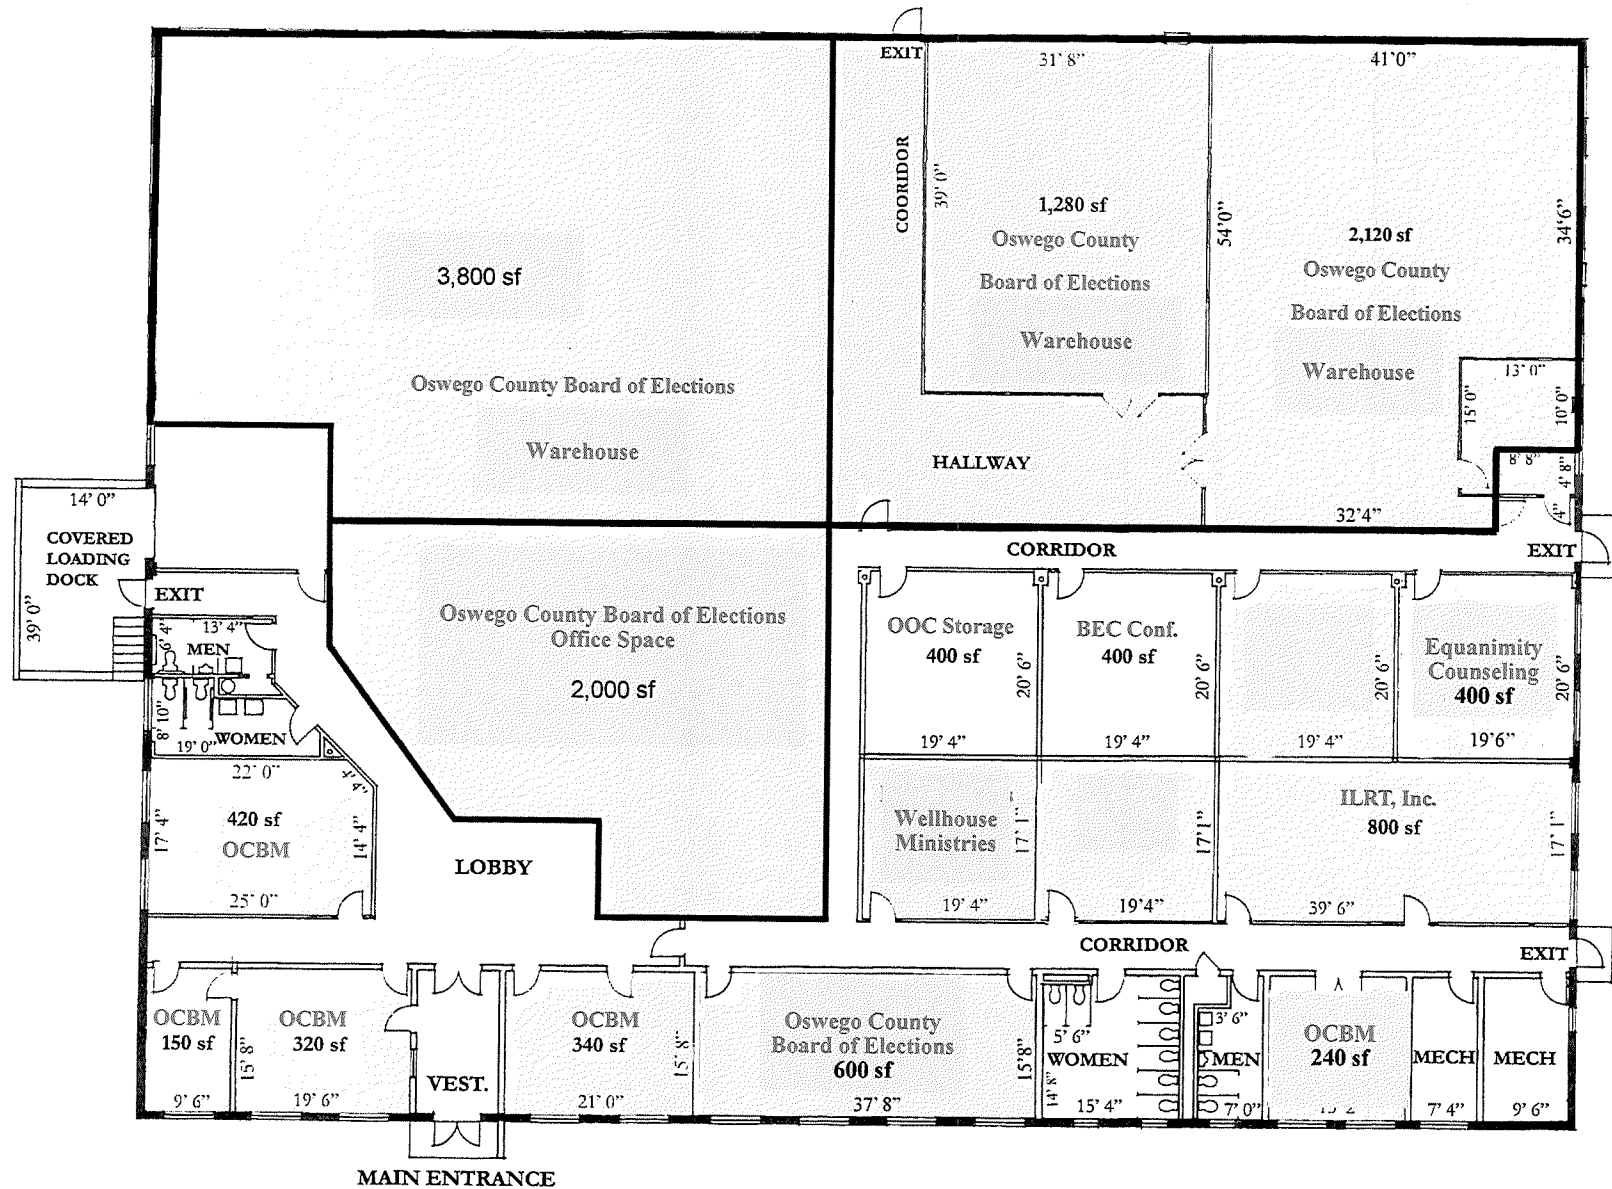 EXIT
31' 8"
41'0"
COORIDOR
39' 0"
1,280 sf
Oswego County
Board of Elections
Warehouse
54'0"
2,120 sf
Oswego County
Board of Elections
Warehouse
34'6"
3,800 sf
Oswego County Board of Elections
Warehouse
13' 0"
15' 0"
10' 0"
HALLWAY
8' 8"
4' 8"
4"
32'4"
14' 0"
COVERED
LOADING
DOCK
39' 0"
EXIT
CORRIDOR
EXIT
13' 4"
6' 4"
MEN
8' 10"
19' 0"
WOMEN
Oswego County Board of Elections
Office Space
2,000 sf
OOC Storage
400 sf
20' 6"
19' 4"
BEC Conf.
400 sf
20' 6"
19' 4"
20' 6"
19' 4"
Equanimity
Counseling
400 sf
20' 6"
19'6"
22' 0"
4' 4"
17' 4"
420 sf
OCBM
14' 4"
25' 0"
LOBBY
Wellhouse
Ministries
17' 1"
19' 4"
17'1"
19'4"
ILRT, Inc.
800 sf
17' 1"
39' 6"
CORRIDOR
EXIT
OCBM
150 sf
15' 8"
9' 6"
OCBM
320 sf
19' 6"
VEST.
OCBM
340 sf
15' 8"
21' 0"
Oswego County
Board of Elections
600 sf
15'8"
37'8"
5' 6"
WOMEN
14' 8"
15' 4"
3' 6"
MEN
7' 0"
OCBM
240 sf
MECH
7' 4"
MECH
9' 6"
MAIN ENTRANCE